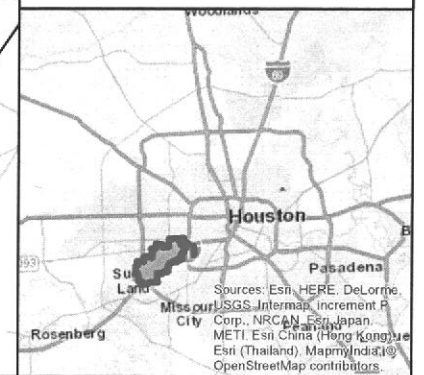 Woodlands
Houston
Pasadena
Land
Missouri
City
Rosenberg
Sources: Esri, HERE, DeLorme,
USGS, Intermap, increment P
Corp., NRCAN, Esri Japan,
METI, Esri China (Hong Kong),
Esri (Thailand), MapmyIndia, ©
OpenStreetMap contributors